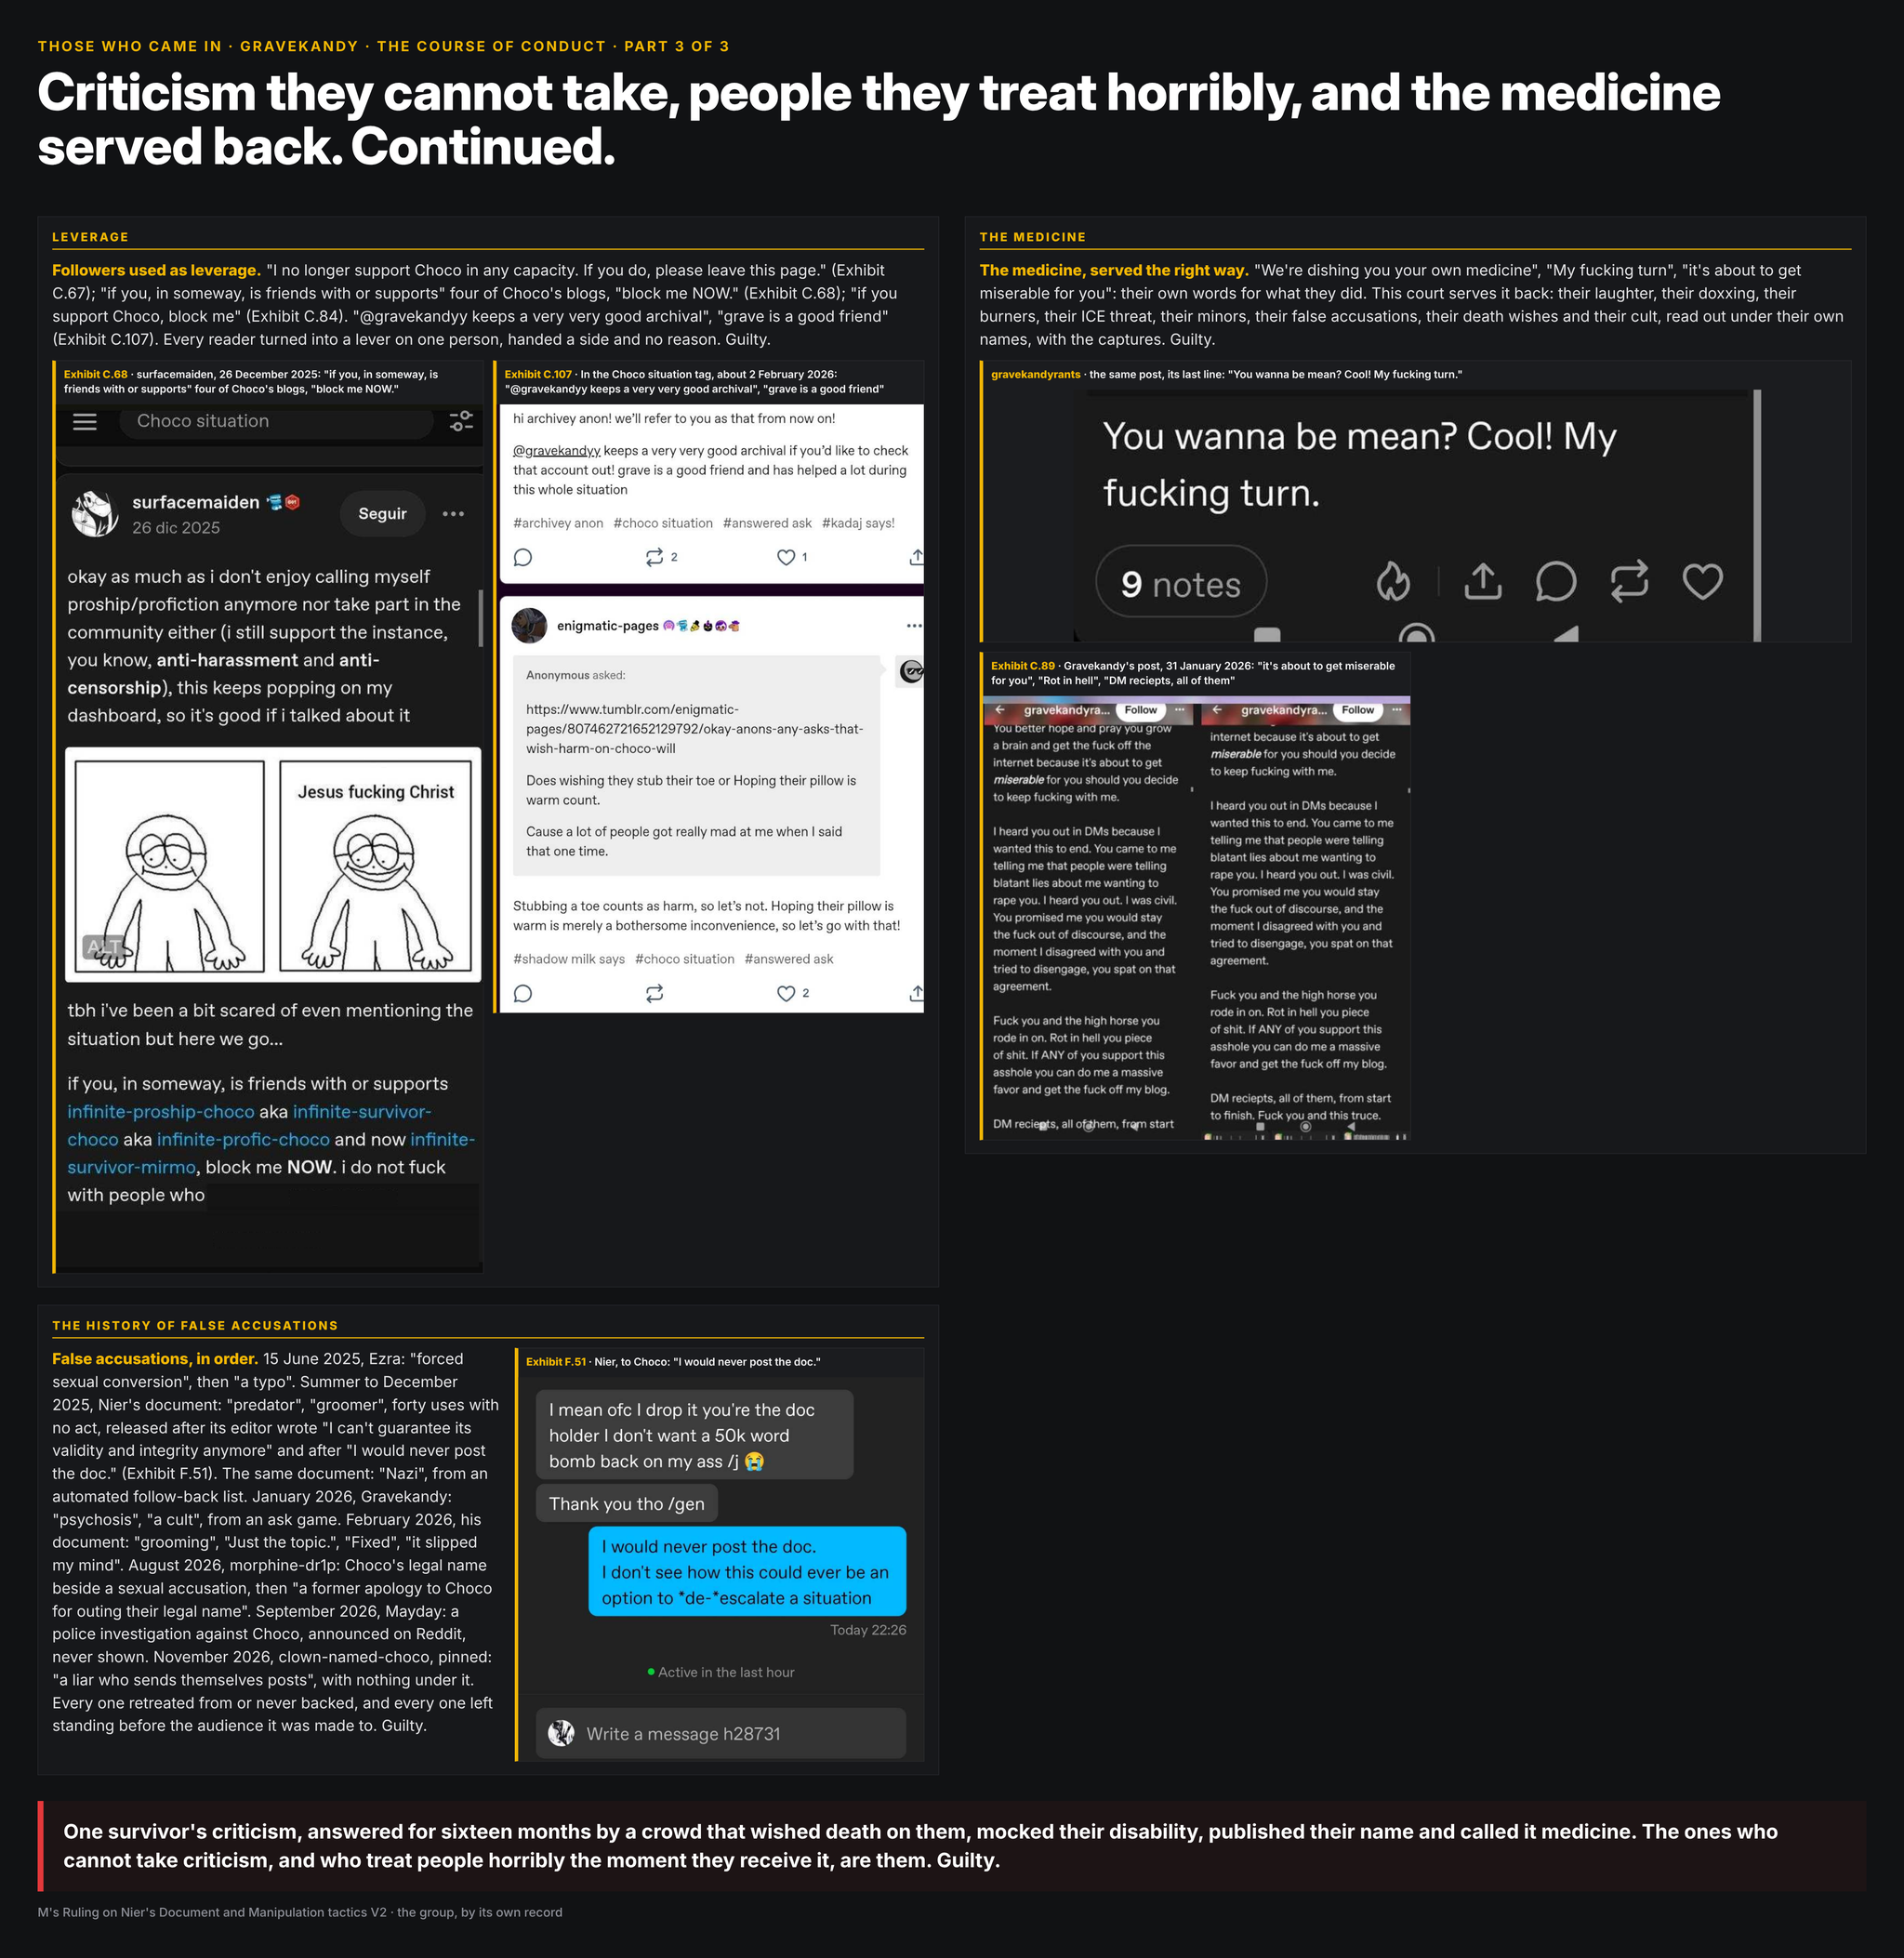 THOSE WHO CAME IN · GRAVEKANDY · THE COURSE OF CONDUCT · PART 3 OF 3
Criticism they cannot take, people they treat horribly, and the medicine
served back. Continued.
LEVERAGE
Followers used as leverage. "I no longer support Choco in any capacity. If you do, please leave this page." (Exhibit
C.67); "if you, in someway, is friends with or supports" four of Choco's blogs, "block me NOW." (Exhibit C.68); "if you
support Choco, block me" (Exhibit C.84). "@gravekandyy keeps a very very good archival", "grave is a good friend"
(Exhibit C.107). Every reader turned into a lever on one person, handed a side and no reason. Guilty.
Exhibit C.68 · surfacemaiden, 26 December 2025: "if you, in someway, is
friends with or supports" four of Choco's blogs, "block me NOW."
Choco situation
surfacemaiden
26 dic 2025
Seguir
okay as much as i don't enjoy calling myself
proship/profiction anymore nor take part in the
community either (i still support the instance,
you know, anti-harassment and anti-
censorship), this keeps popping on my
dashboard, so it's good if i talked about it
Jesus fucking Christ
ALT
tbh i've been a bit scared of even mentioning the
situation but here we go...
if you, in someway, is friends with or supports
infinite-proship-choco aka infinite-survivor-
choco aka infinite-profic-choco and now infinite-
survivor-mirmo, block me NOW. i do not fuck
with people who
Exhibit C.107 · In the Choco situation tag, about 2 February 2026:
"@gravekandyy keeps a very very good archival", "grave is a good friend"
hi archivey anon! we'll refer to you as that from now on!
@gravekandyy keeps a very very good archival if you'd like to check
that account out! grave is a good friend and has helped a lot during
this whole situation
#archivey anon #choco situation #answered ask #kadaj says!
2
1
enigmatic-pages
Anonymous asked:
https://www.tumblr.com/enigmatic-
pages/807462721652129792/okay-anons-any-asks-that-
wish-harm-on-choco-will
Does wishing they stub their toe or Hoping their pillow is
warm count.
Cause a lot of people got really mad at me when I said
that one time.
Stubbing a toe counts as harm, so let's not. Hoping their pillow is
warm is merely a bothersome inconvenience, so let's go with that!
#shadow milk says #choco situation #answered ask
2
THE MEDICINE
The medicine, served the right way. "We're dishing you your own medicine", "My fucking turn", "it's about to get
miserable for you": their own words for what they did. This court serves it back: their laughter, their doxxing, their
burners, their ICE threat, their minors, their false accusations, their death wishes and their cult, read out under their own
names, with the captures. Guilty.
gravekandyrants · the same post, its last line: "You wanna be mean? Cool! My fucking turn."
You wanna be mean? Cool! My
fucking turn.
9 notes
Exhibit C.89 · Gravekandy's post, 31 January 2026: "it's about to get miserable
for you", "Rot in hell", "DM reciepts, all of them"
gravekandyra... Follow
You better hope and pray you grow
a brain and get the fuck off the
internet because it's about to get
miserable for you should you decide
to keep fucking with me.
I heard you out in DMs because I
wanted this to end. You came to me
telling me that people were telling
blatant lies about me wanting to
rape you. I heard you out. I was civil.
You promised me you would stay
the fuck out of discourse, and the
moment I disagreed with you and
tried to disengage, you spat on that
agreement.
Fuck you and the high horse you
rode in on. Rot in hell you piece
of shit. If ANY of you support this
asshole you can do me a massive
favor and get the fuck off my blog.
DM reciepts, all of them, from start
gravekandyra... Follow
internet because it's about to get
miserable for you should you decide
to keep fucking with me.
I heard you out in DMs because I
wanted this to end. You came to me
telling me that people were telling
blatant lies about me wanting to
rape you. I heard you out. I was civil.
You promised me you would stay
the fuck out of discourse, and the
moment I disagreed with you and
tried to disengage, you spat on that
agreement.
Fuck you and the high horse you
rode in on. Rot in hell you piece
of shit. If ANY of you support this
asshole you can do me a massive
favor and get the fuck off my blog.
DM reciepts, all of them, from start
to finish. Fuck you and this truce.
THE HISTORY OF FALSE ACCUSATIONS
False accusations, in order. 15 June 2025, Ezra: "forced
sexual conversion", then "a typo". Summer to December
2025, Nier's document: "predator", "groomer", forty uses with
no act, released after its editor wrote "I can't guarantee its
validity and integrity anymore" and after "I would never post
the doc." (Exhibit F.51). The same document: "Nazi", from an
automated follow-back list. January 2026, Gravekandy:
"psychosis", "a cult", from an ask game. February 2026, his
document: "grooming", "Just the topic.", "Fixed", "it slipped
my mind". August 2026, morphine-dr1p: Choco's legal name
beside a sexual accusation, then "a former apology to Choco
for outing their legal name". September 2026, Mayday: a
police investigation against Choco, announced on Reddit,
never shown. November 2026, clown-named-choco, pinned:
"a liar who sends themselves posts", with nothing under it.
Every one retreated from or never backed, and every one left
standing before the audience it was made to. Guilty.
Exhibit F.51 · Nier, to Choco: "I would never post the doc."
I mean ofc I drop it you're the doc
holder I don't want a 50k word
bomb back on my ass /j 😭
Thank you tho /gen
I would never post the doc.
I don't see how this could ever be an
option to *de-*escalate a situation
Today 22:26
Active in the last hour
Write a message h28731
One survivor's criticism, answered for sixteen months by a crowd that wished death on them, mocked their disability, published their name and called it medicine. The ones who
cannot take criticism, and who treat people horribly the moment they receive it, are them. Guilty.
M's Ruling on Nier's Document and Manipulation tactics V2 · the group, by its own record